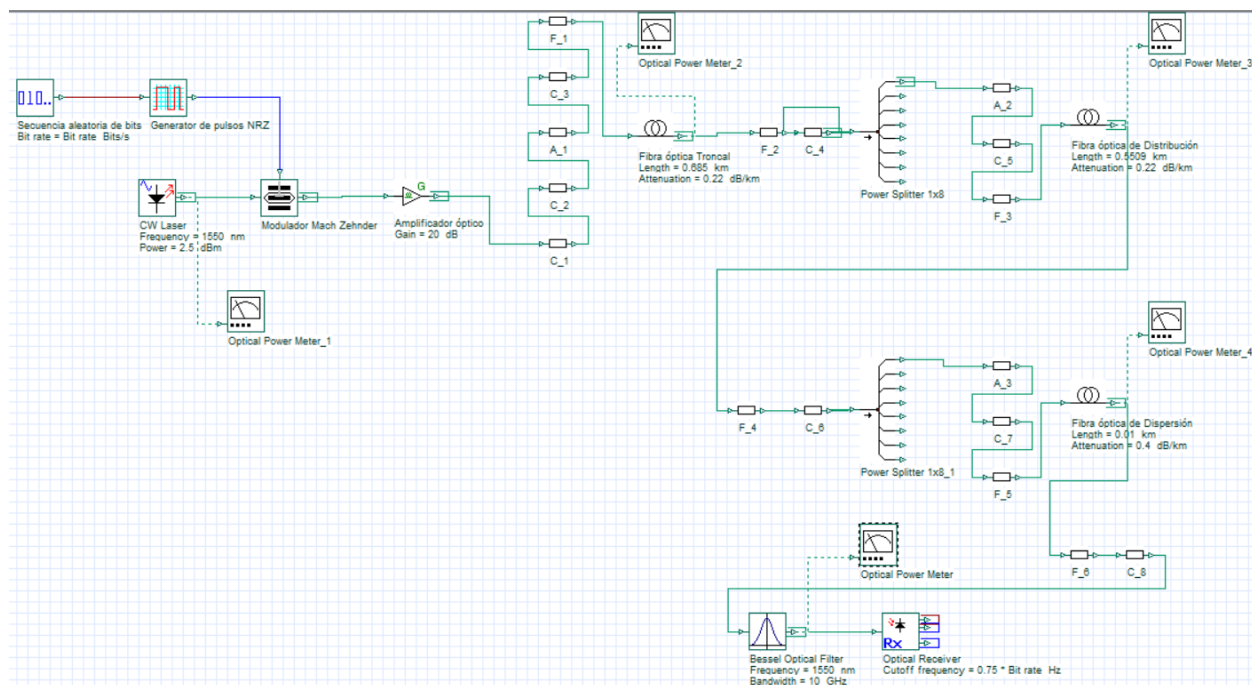 F_1
Optical Power Meter_2
Optical Power Meter_3
010..
Secuencia aleatoria de bits
Bit rate = Bit rate Bits/s
Generator de pulsos NRZ
C_3
A_1
Fibra óptica Troncal
Length = 0.685 km
Attenuation = 0.22 dB/km
F_2
C_4
Power Splitter 1x8
A_2
C_5
F_3
Fibra óptica de Distribución
Length = 0.5509 km
Attenuation = 0.22 dB/km
CW Laser
Frequency = 1550 nm
Power = 2.5 dBm
Modulador Mach Zehnder
G
Amplificador óptico
Gain = 20 dB
C_2
C_1
Optical Power Meter_1
Optical Power Meter_4
F_4
C_6
Power Splitter 1x8_1
A_3
C_7
F_5
Fibra óptica de Dispersión
Length = 0.01 km
Attenuation = 0.4 dB/km
Optical Power Meter
F_6
C_8
Bessel Optical Filter
Frequency = 1550 nm
Bandwidth = 10 GHz
Rx
Optical Receiver
Cutoff frequency = 0.75 * Bit rate Hz